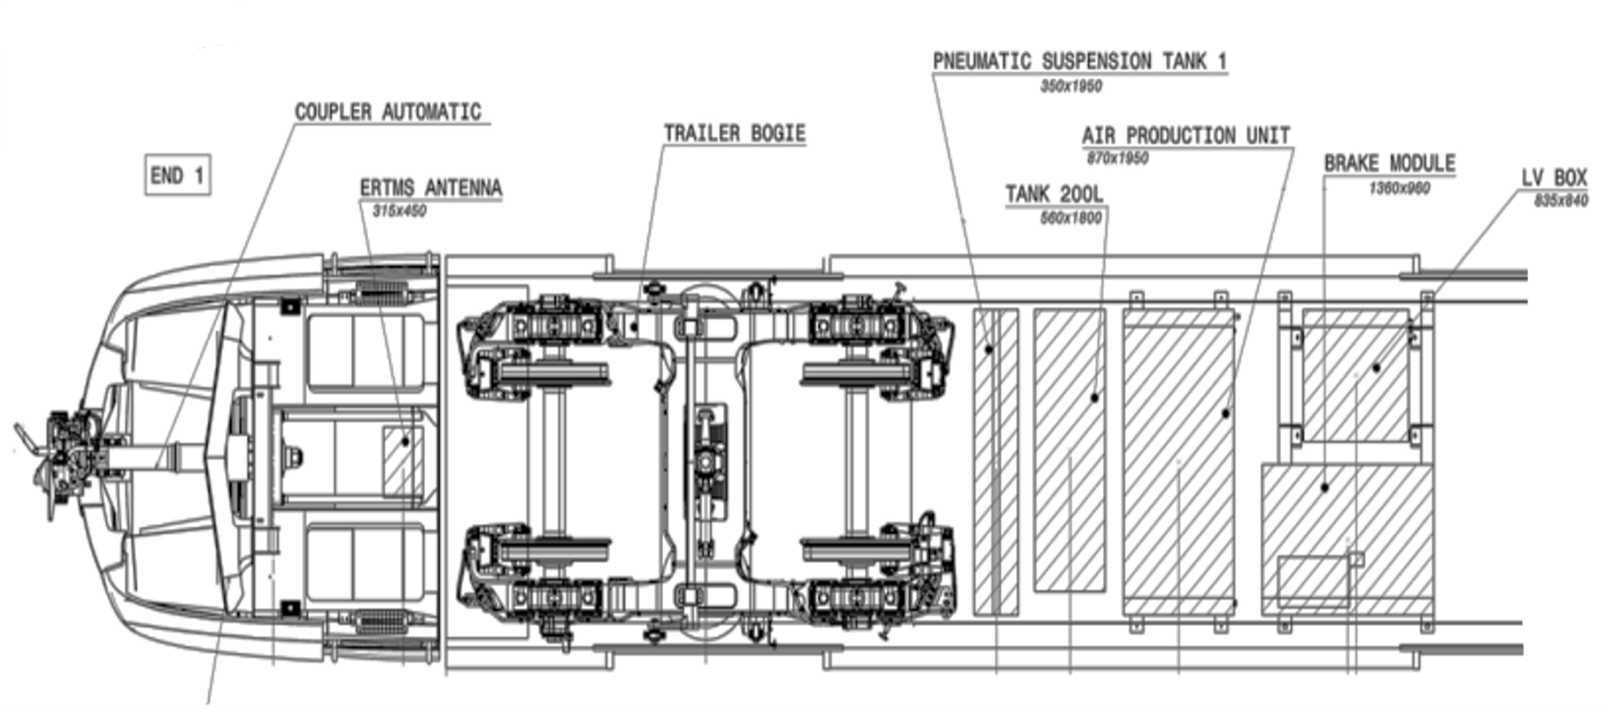 PNEUMATIC SUSPENSION TANK 1
350x1950
COUPLER AUTOMATIC
TRAILER BOGIE
AIR PRODUCTION UNIT
870x1950
BRAKE MODULE
1360x960
LV BOX
835x840
END 1
ERTMS ANTENNA
315x450
TANK 200L
560x1800